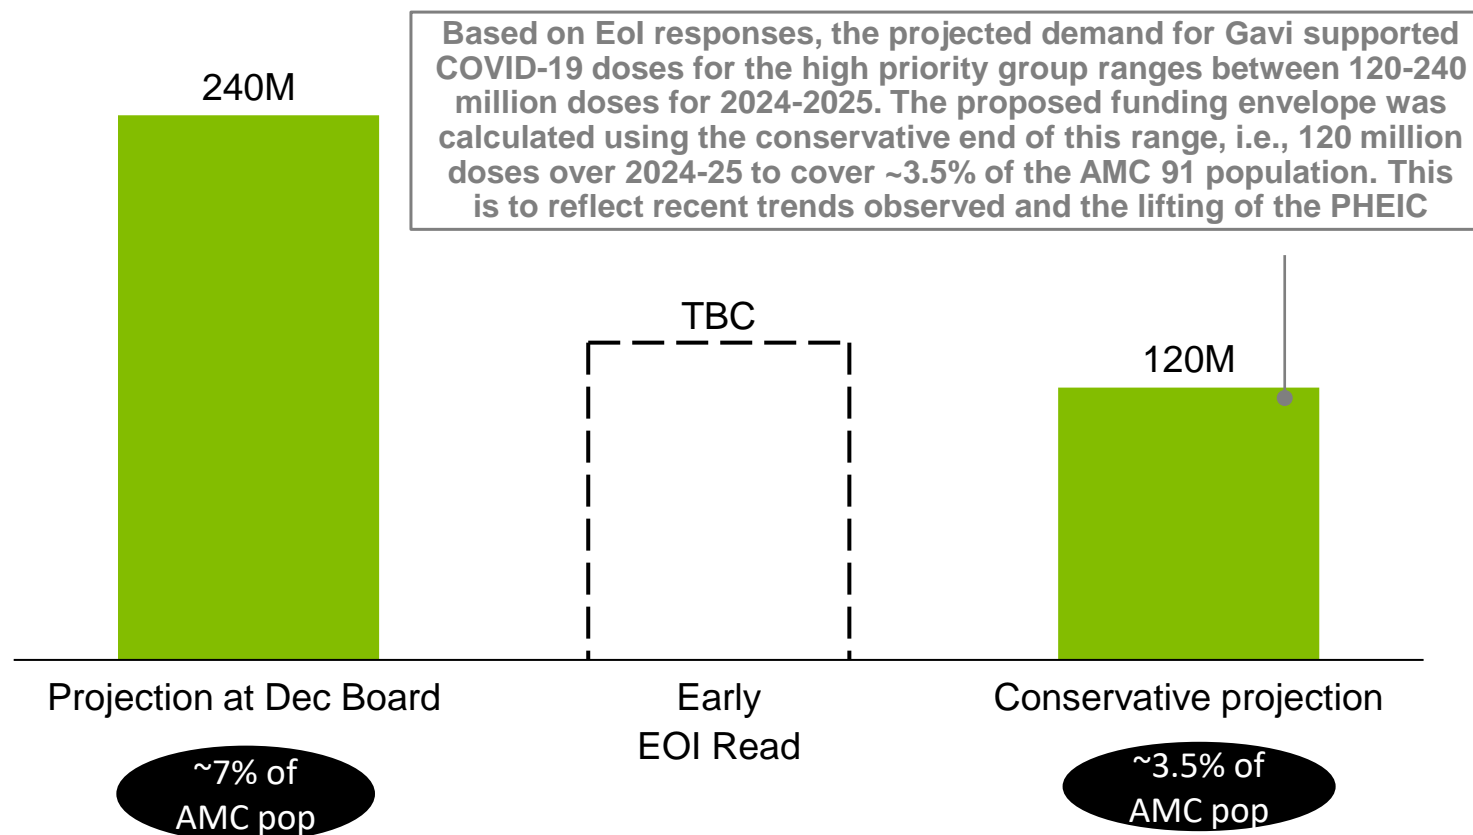 Based on EoI responses, the projected demand for Gavi supported
COVID-19 doses for the high priority group ranges between 120-240
million doses for 2024-2025. The proposed funding envelope was
calculated using the conservative end of this range, i.e., 120 million
doses over 2024-25 to cover ~3.5% of the AMC 91 population. This
is to reflect recent trends observed and the lifting of the PHEIC
240M
TBC
120M
Projection at Dec Board
Early
EOI Read
Conservative projection
~7% of
AMC pop
~3.5% of
AMC pop